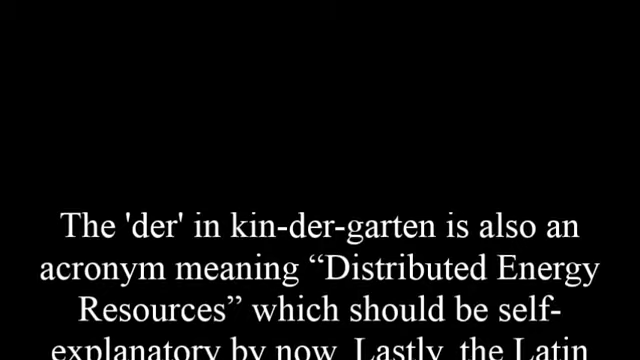 The 'der' in kin-der-garten is also an
acronym meaning “Distributed Energy
Resources” which should be self-
explanatory by now. Lastly, the Latin